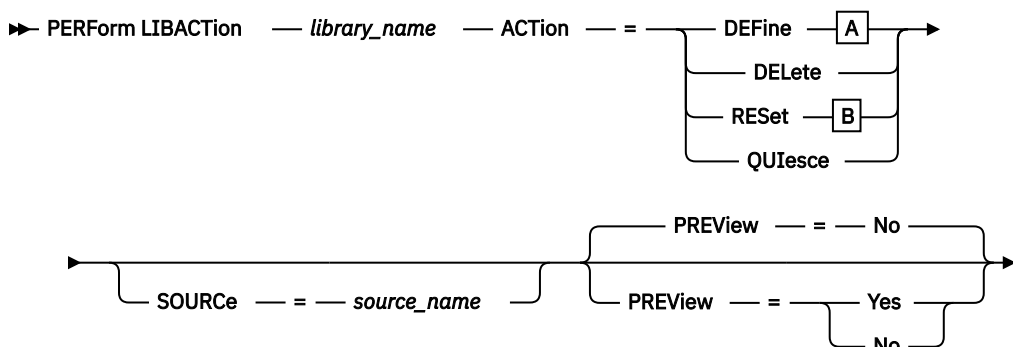 PERForm LIBACTion library_name ACTion = DEFine A
DELete
RESet B
QUIesce
PREView = No
SOURCe = source_name PREView = Yes
No